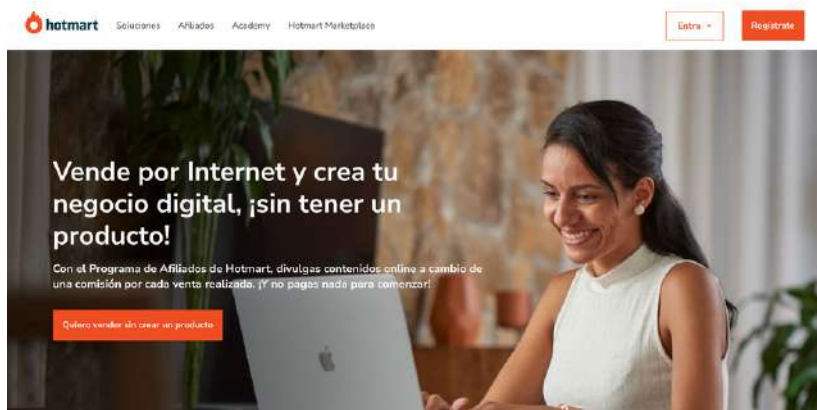 hotmart
Soluciones Afiliados Academy Hotmart Marketplace
Entra
Regístrate
Vende por Internet y crea tu
negocio digital, ¡sin tener un
producto!
Con el Programa de Afiliados de Hotmart, divulgas contenidos online a cambio de
una comisión por cada venta realizada. ¡Y no pagas nada para comenzar!
Quiero vender sin crear un producto